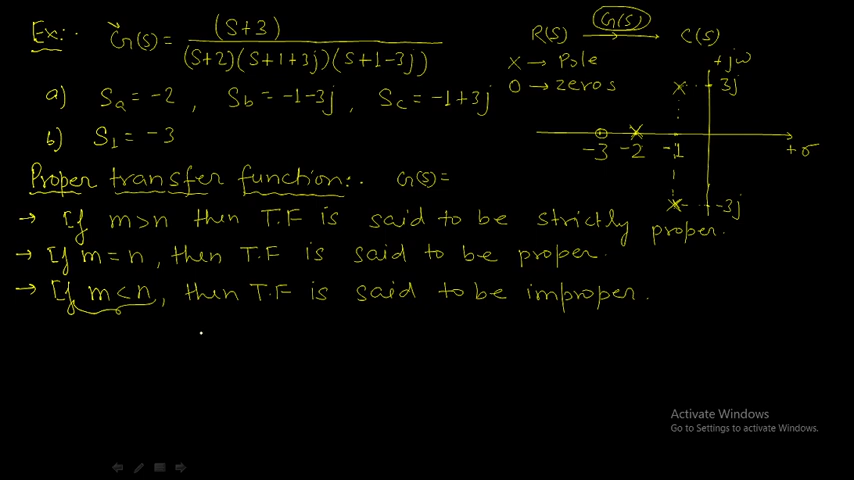 Ex:- G(s) = (S+3) / (S+2)(S+1+3j)(S+1-3j)
R(S) G(s) C(S)
x → Pole
0 → zeros
+jω
3j
a) Sa = -2 , Sb = -1-3j , Sc = -1+3j
b) S1 = -3
-3 -2 -1 +σ
-3j
Proper transfer function:- G(s) =
→ If m>n then T.F is said to be strictly proper.
→ If m = n, then T.F is said to be proper.
→ If m < n, then T.F is said to be improper.
Activate Windows
Go to Settings to activate Windows.